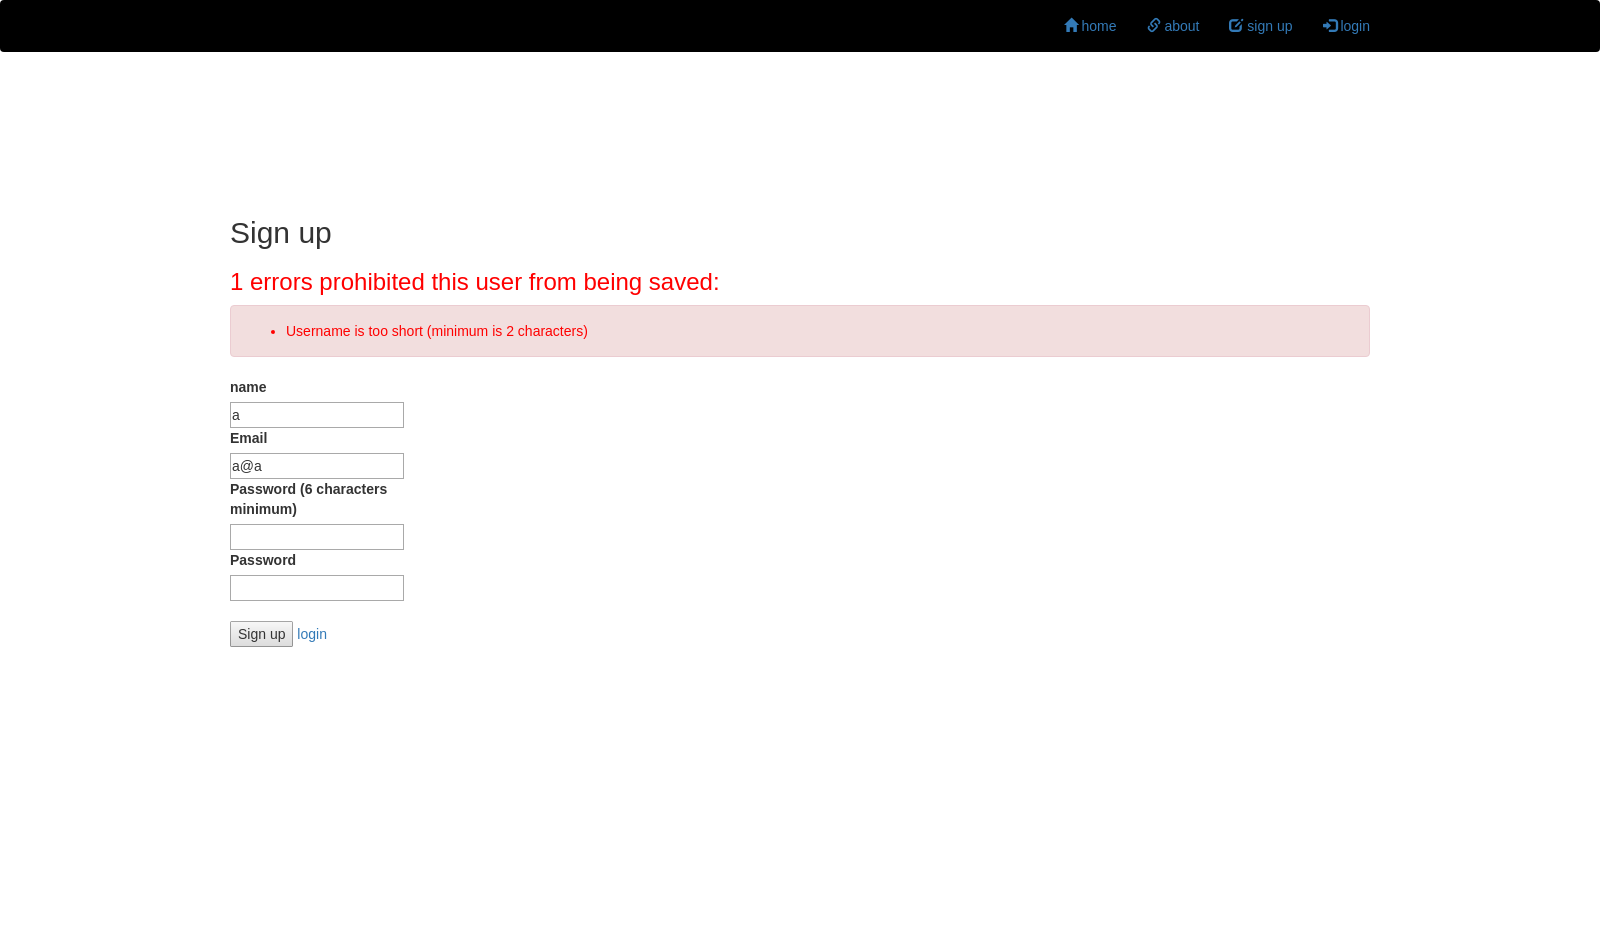 home about sign up login
Sign up
1 errors prohibited this user from being saved:
Username is too short (minimum is 2 characters)
name
a
Email
a@a
Password (6 characters
minimum)
Password
Sign up login